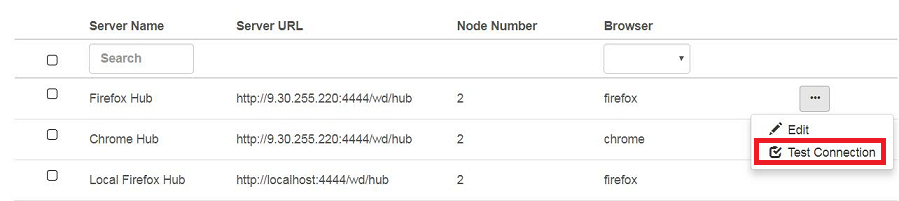 Server Name Server URL Node Number Browser
Search
Firefox Hub http://9.30.255.220:4444/wd/hub 2 firefox ...
Edit
Chrome Hub http://9.30.255.220:4444/wd/hub 2 chrome
Test Connection
Local Firefox Hub http://localhost:4444/wd/hub 2 firefox